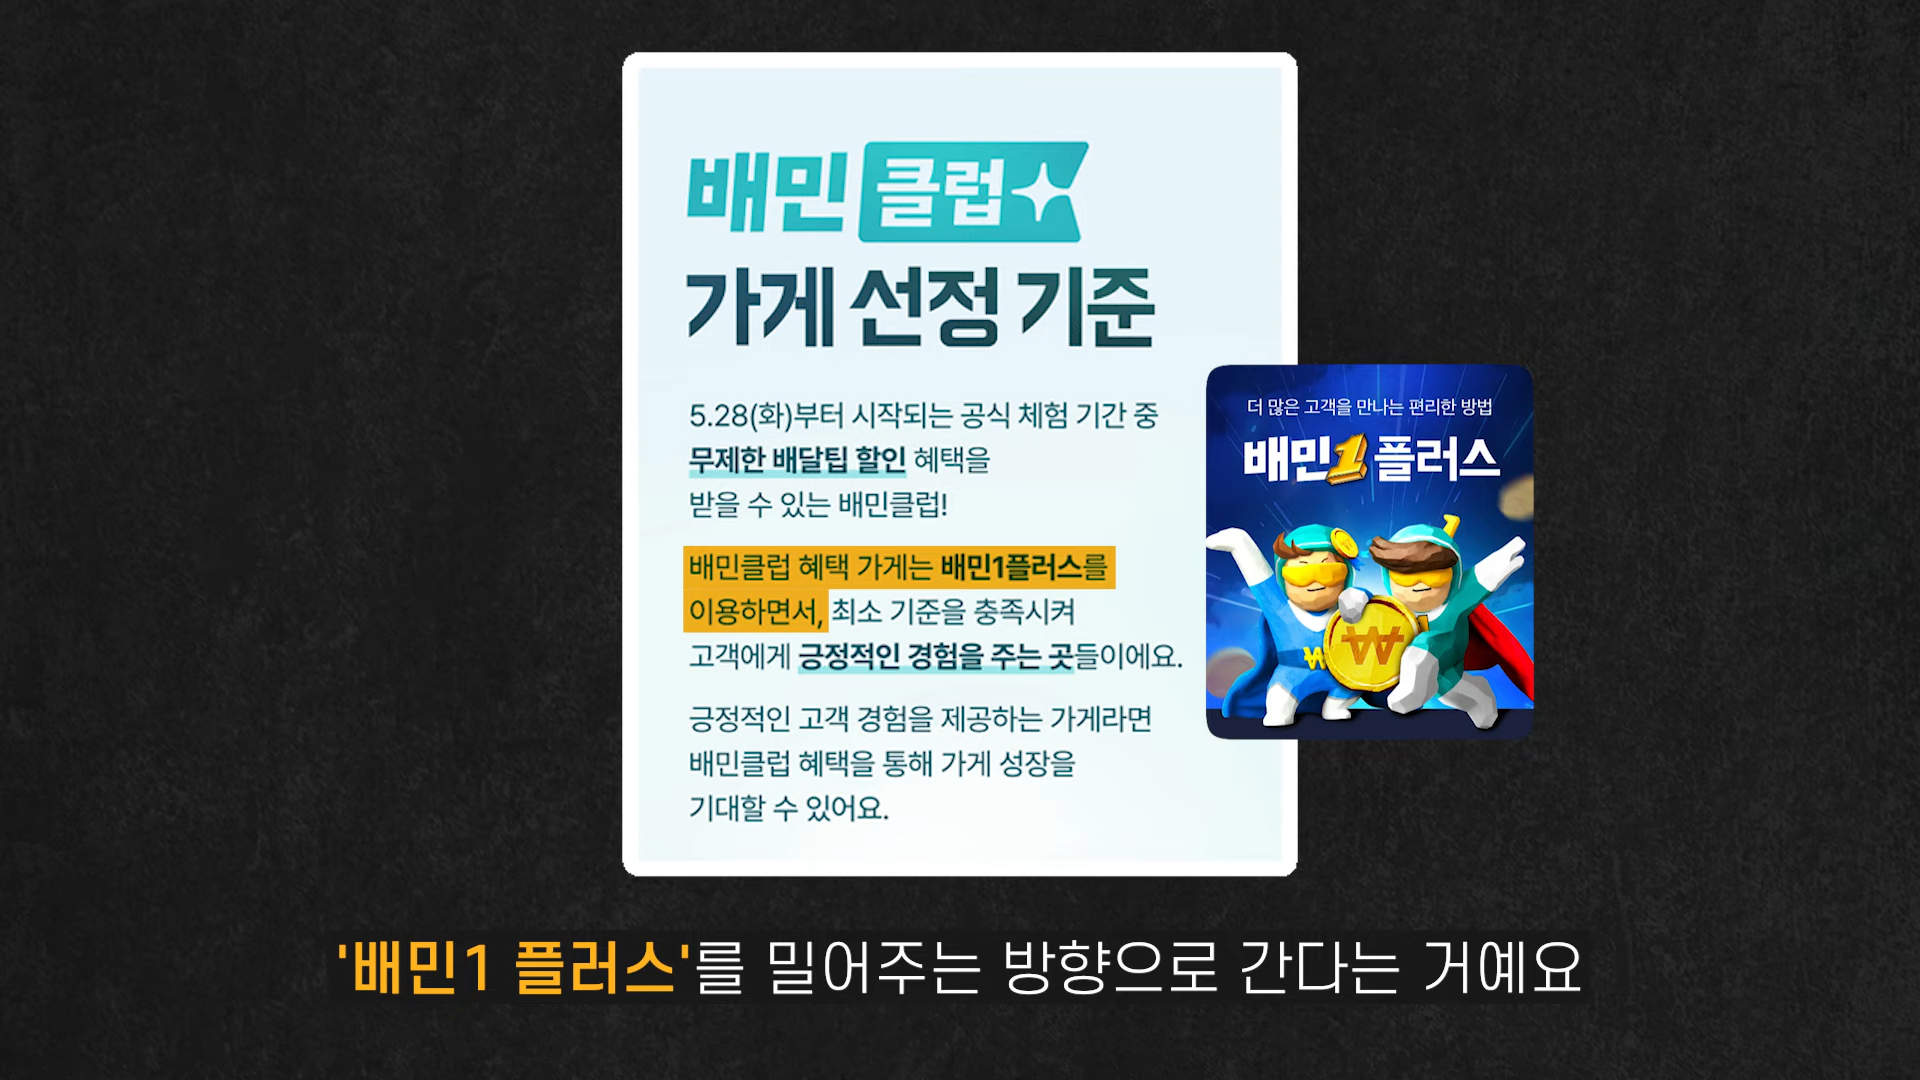 배민 클럽
가게 선정 기준
5.28(화)부터 시작되는 공식 체험 기간 중
무제한 배달팁 할인 혜택을
받을 수 있는 배민클럽!
배민클럽 혜택 가게는 배민1플러스를
이용하면서, 최소 기준을 충족시켜
고객에게 긍정적인 경험을 주는 곳들이에요.
긍정적인 고객 경험을 제공하는 가게라면
배민클럽 혜택을 통해 가게 성장을
기대할 수 있어요.
더 많은 고객을 만나는 편리한 방법
배민1 플러스
₩
₩
'배민1 플러스'를 밀어주는 방향으로 간다는 거예요